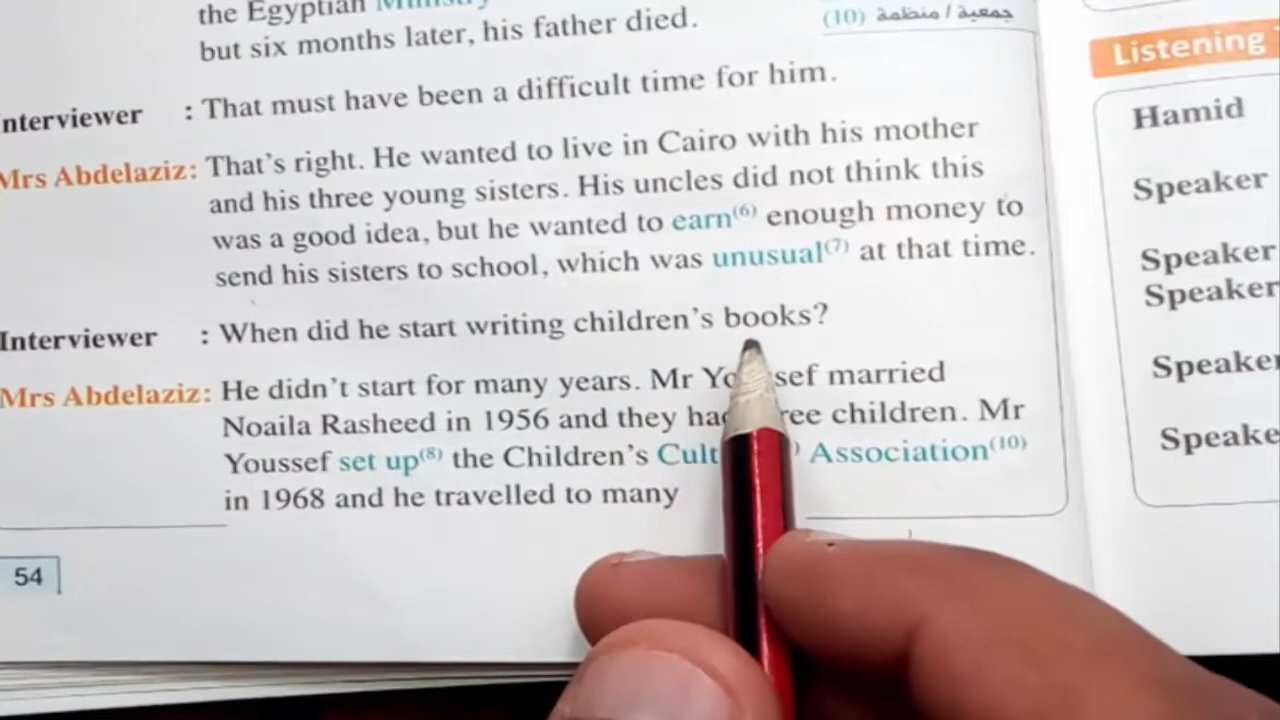 the Egyptian
but six months later, his father died.
(10) جمعية / منظمة
Interviewer : That must have been a difficult time for him.
Mrs Abdelaziz: That's right. He wanted to live in Cairo with his mother
and his three young sisters. His uncles did not think this
was a good idea, but he wanted to earn(6) enough money to
send his sisters to school, which was unusual(7) at that time.
Interviewer : When did he start writing children's books?
Mrs Abdelaziz: He didn't start for many years. Mr Youssef married
Noaila Rasheed in 1956 and they had three children. Mr
Youssef set up(8) the Children's Cult Association(10)
in 1968 and he travelled to many
54
Listening
Hamid
Speaker
Speaker
Speaker
Speaker
Speake